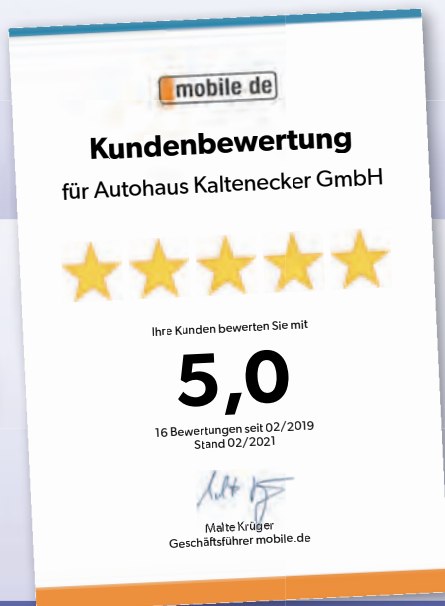 mobile de
Kundenbewertung
für Autohaus Kaltenecker GmbH
Ihre Kunden bewerten Sie mit
5,0
16 Bewertungen seit 02/2019
Stand 02/2021
Malte Krüger
Geschäftsführer mobile.de